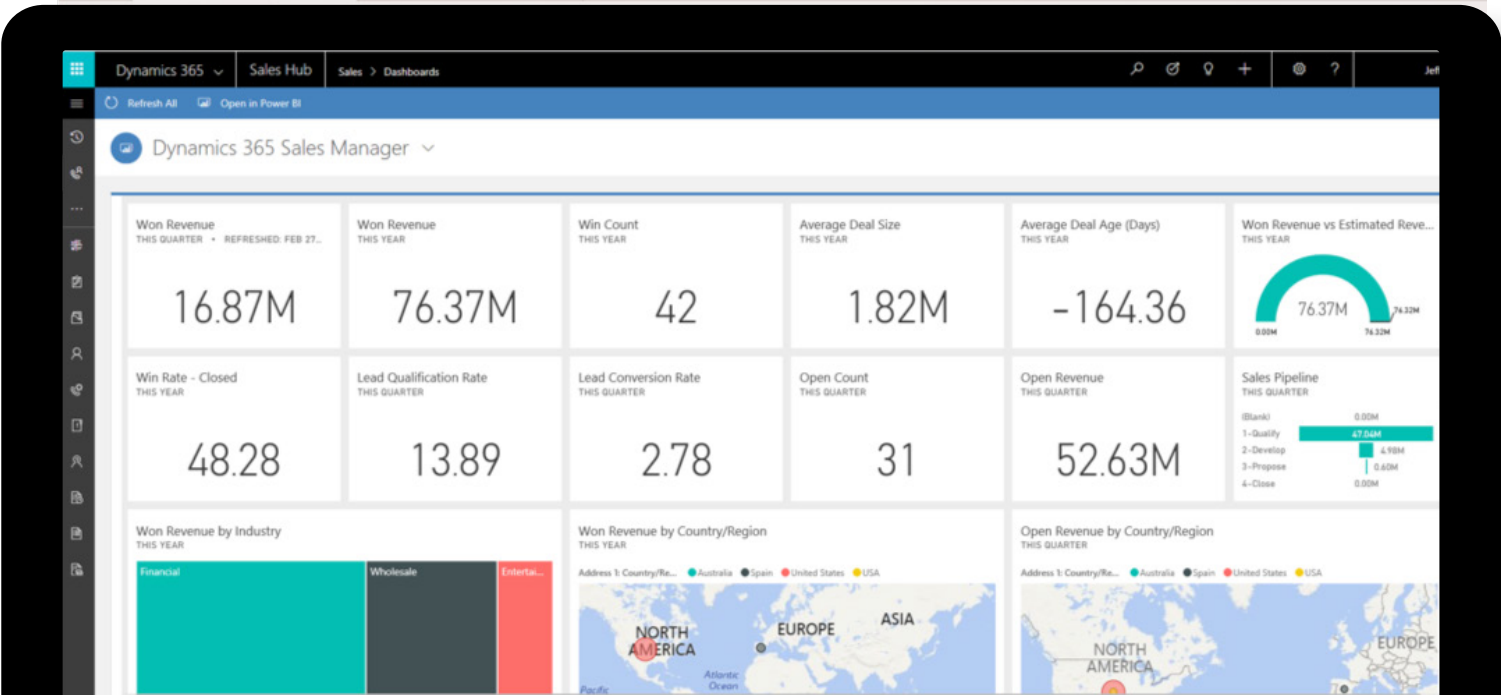 Dynamics 365 Sales Hub Sales > Dashboards ? Jef
Refresh All Open in Power BI
Dynamics 365 Sales Manager
Won Revenue
THIS QUARTER • REFRESHED: FEB 27...
16.87M
Won Revenue
THIS YEAR
76.37M
Win Count
THIS YEAR
42
Average Deal Size
THIS YEAR
1.82M
Average Deal Age (Days)
THIS YEAR
-164.36
Won Revenue vs Estimated Reve...
THIS YEAR
76.37M
76.32M
0.00M 76.32M
Win Rate - Closed
THIS YEAR
48.28
Lead Qualification Rate
THIS QUARTER
13.89
Lead Conversion Rate
THIS QUARTER
2.78
Open Count
THIS QUARTER
31
Open Revenue
THIS QUARTER
52.63M
Sales Pipeline
THIS QUARTER
(Blank) 0.00M
1-Qualify 47.04M
2-Develop 4.98M
3-Propose 0.60M
4-Close 0.00M
Won Revenue by Industry
THIS YEAR
Financial Wholesale Entertai...
Won Revenue by Country/Region
THIS YEAR
Address 1: Country/Re... Australia Spain United States USA
NORTH
AMERICA
EUROPE
ASIA
Atlantic
Ocean
Pacific
Open Revenue by Country/Region
THIS QUARTER
Address 1: Country/Re... Australia Spain United States USA
NORTH
AMERICA
EUROPE